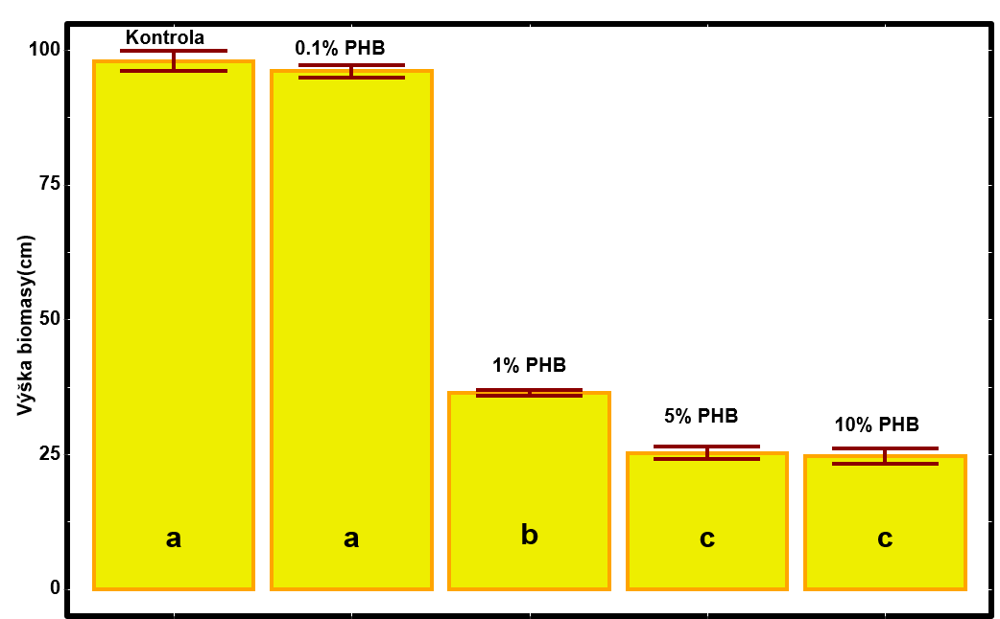 Kontrola
0.1% PHB
1% PHB
5% PHB
10% PHB
Výška biomasy(cm)
100
75
50
25
0
a
a
b
c
c